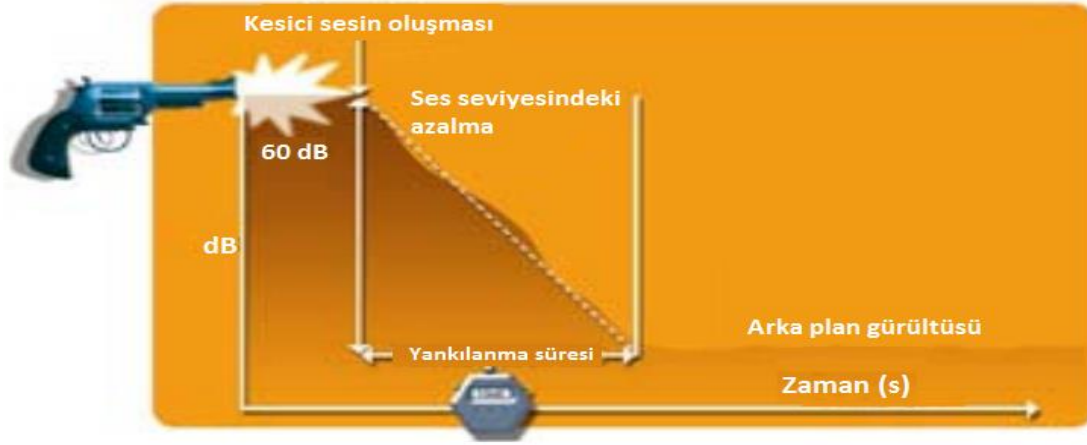 Kesici sesin oluşması
Ses seviyesindeki
azalma
60 dB
dB
Arka plan gürültüsü
Yankılanma süresi
Zaman (s)